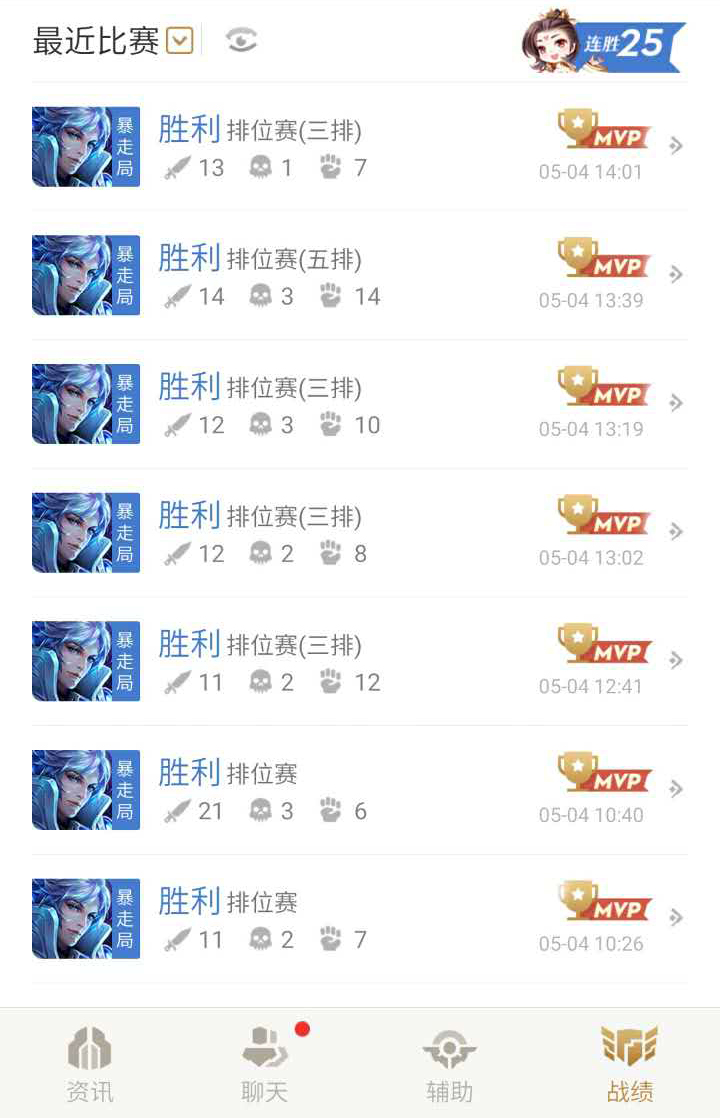 最近比赛
连胜25
暴走局
胜利 排位赛(三排)
MVP
13 1 7
05-04 14:01
暴走局
胜利 排位赛(五排)
MVP
14 3 14
05-04 13:39
暴走局
胜利 排位赛(三排)
MVP
12 3 10
05-04 13:19
暴走局
胜利 排位赛(三排)
MVP
12 2 8
05-04 13:02
暴走局
胜利 排位赛(三排)
MVP
11 2 12
05-04 12:41
暴走局
胜利 排位赛
MVP
21 3 6
05-04 10:40
暴走局
胜利 排位赛
MVP
11 2 7
05-04 10:26
资讯 聊天 辅助 战绩